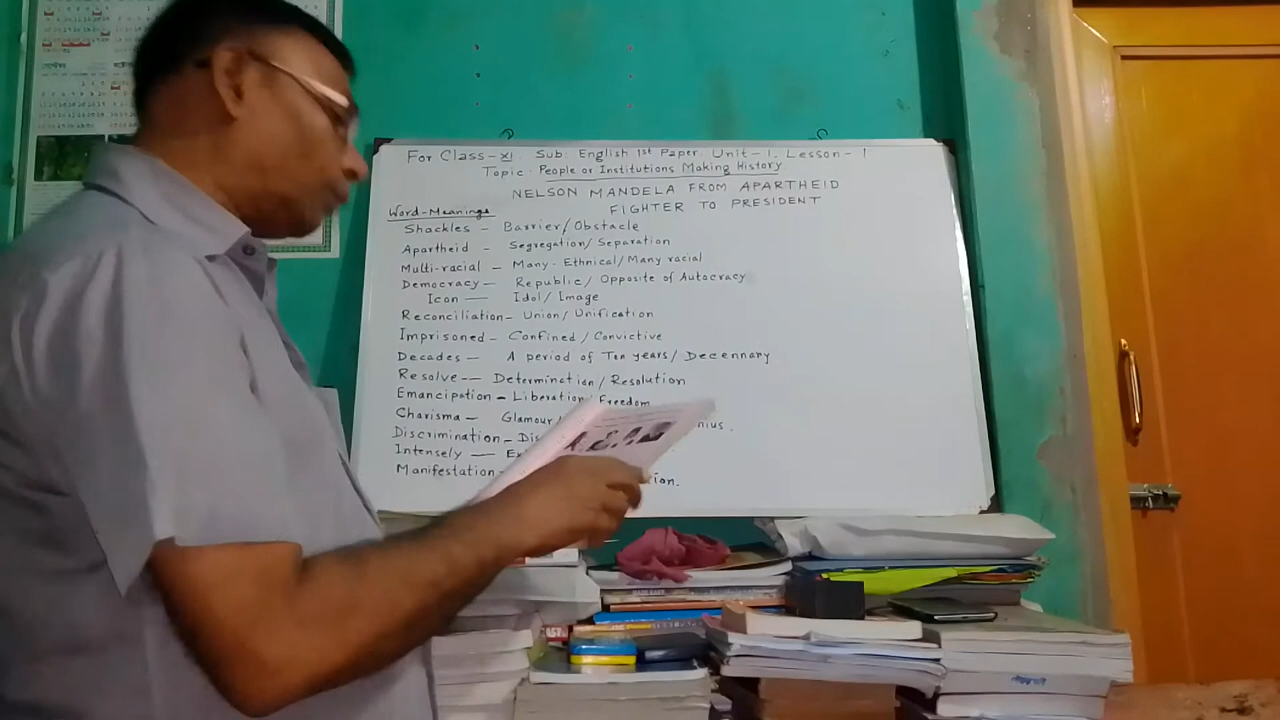 For Class-XI. Sub: English 1st Paper. Unit-1, Lesson-1
Topic: People or Institutions Making History.
NELSON MANDELA FROM APARTHEID
FIGHTER TO PRESIDENT
Word-Meanings
Shackles - Barrier/Obstacle
Apartheid - Segregation/Separation
Multi-racial - Many-Ethnical/Many racial
Democracy - Republic/Opposite of Autocracy
Icon - Idol/Image
Reconciliation - Union/Unification
Imprisoned - Confined/Convictive
Decades - A period of Ten years/Decennary
Resolve - Determination/Resolution
Emancipation - Liberation/Freedom
Charisma - Glamour/
Discrimination -
Intensely -
Manifestation -